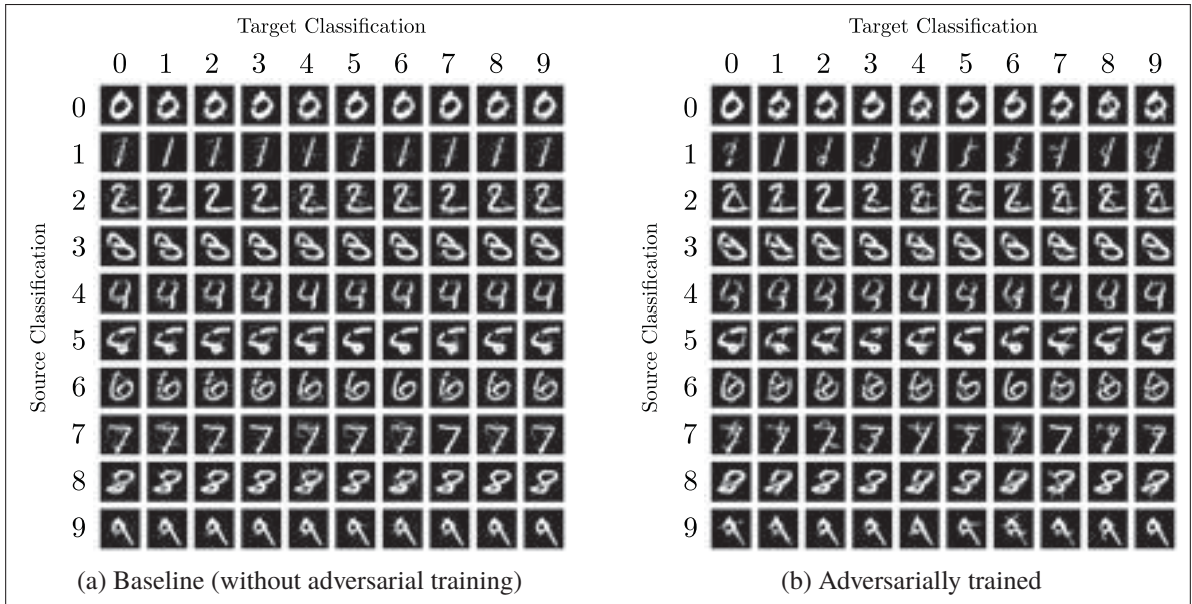 Target Classification
0 1 2 3 4 5 6 7 8 9
Source Classification
0
1
2
3
4
5
6
7
8
9
(a) Baseline (without adversarial training)
Target Classification
0 1 2 3 4 5 6 7 8 9
Source Classification
0
1
2
3
4
5
6
7
8
9
(b) Adversarially trained